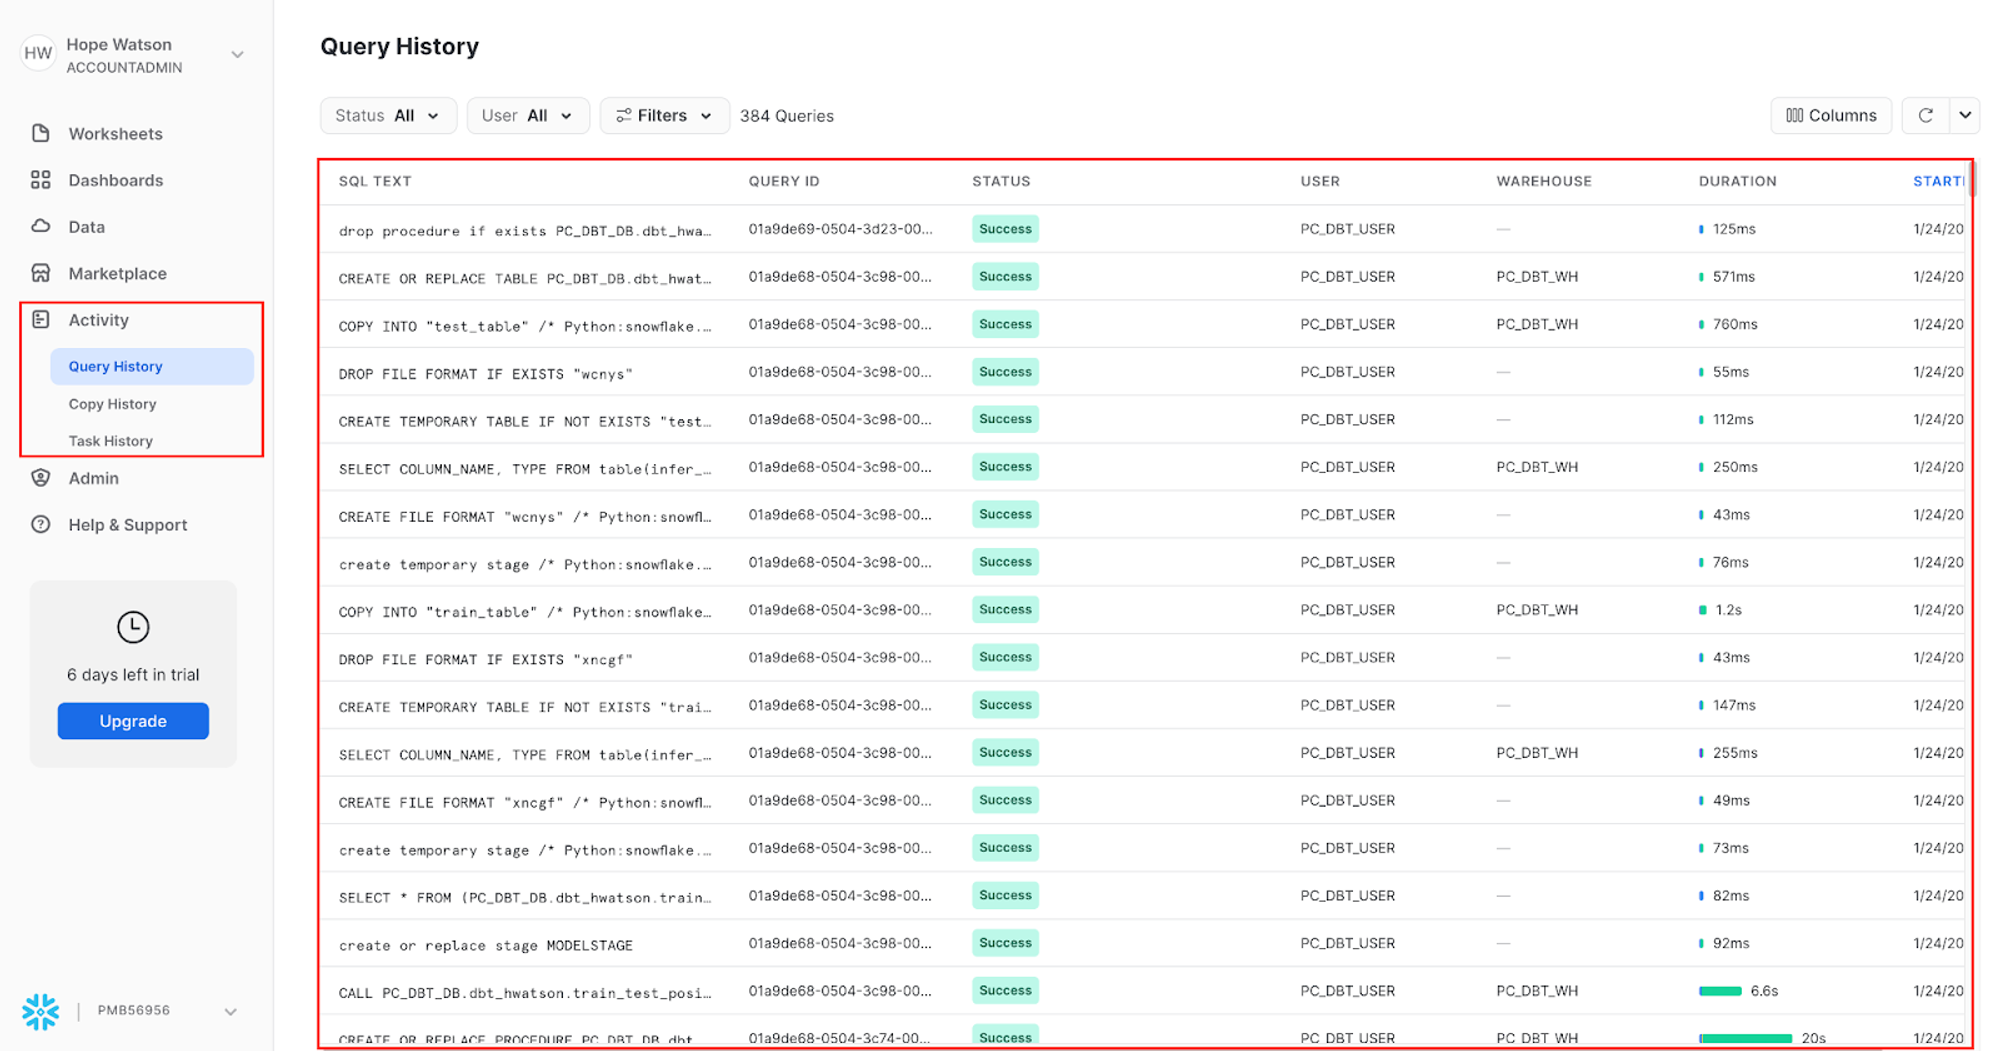 HW
Hope Watson
ACCOUNTADMIN
Worksheets
Dashboards
Data
Marketplace
Activity
Query History
Copy History
Task History
Admin
Help & Support
6 days left in trial
Upgrade
PMB56956
Query History
Status All
User All
Filters
384 Queries
Columns
SQL TEXT QUERY ID STATUS USER WAREHOUSE DURATION START
drop procedure if exists PC_DBT_DB.dbt_hwa... 01a9de69-0504-3d23-00... Success PC_DBT_USER — 125ms 1/24/20
CREATE OR REPLACE TABLE PC_DBT_DB.dbt_hwat... 01a9de68-0504-3c98-00... Success PC_DBT_USER PC_DBT_WH 571ms 1/24/20
COPY INTO "test_table" /* Python:snowflake.... 01a9de68-0504-3c98-00... Success PC_DBT_USER PC_DBT_WH 760ms 1/24/20
DROP FILE FORMAT IF EXISTS "wcnys" 01a9de68-0504-3c98-00... Success PC_DBT_USER — 55ms 1/24/20
CREATE TEMPORARY TABLE IF NOT EXISTS "test... 01a9de68-0504-3c98-00... Success PC_DBT_USER — 112ms 1/24/20
SELECT COLUMN_NAME, TYPE FROM table(infer_... 01a9de68-0504-3c98-00... Success PC_DBT_USER PC_DBT_WH 250ms 1/24/20
CREATE FILE FORMAT "wcnys" /* Python:snowfl... 01a9de68-0504-3c98-00... Success PC_DBT_USER — 43ms 1/24/20
create temporary stage /* Python:snowflake.... 01a9de68-0504-3c98-00... Success PC_DBT_USER — 76ms 1/24/20
COPY INTO "train_table" /* Python:snowflake... 01a9de68-0504-3c98-00... Success PC_DBT_USER PC_DBT_WH 1.2s 1/24/20
DROP FILE FORMAT IF EXISTS "xncgf" 01a9de68-0504-3c98-00... Success PC_DBT_USER — 43ms 1/24/20
CREATE TEMPORARY TABLE IF NOT EXISTS "trai... 01a9de68-0504-3c98-00... Success PC_DBT_USER — 147ms 1/24/20
SELECT COLUMN_NAME, TYPE FROM table(infer_... 01a9de68-0504-3c98-00... Success PC_DBT_USER PC_DBT_WH 255ms 1/24/20
CREATE FILE FORMAT "xncgf" /* Python:snowfl... 01a9de68-0504-3c98-00... Success PC_DBT_USER — 49ms 1/24/20
create temporary stage /* Python:snowflake.... 01a9de68-0504-3c98-00... Success PC_DBT_USER — 73ms 1/24/20
SELECT * FROM (PC_DBT_DB.dbt_hwatson.train... 01a9de68-0504-3c98-00... Success PC_DBT_USER — 82ms 1/24/20
create or replace stage MODELSTAGE 01a9de68-0504-3c98-00... Success PC_DBT_USER — 92ms 1/24/20
CALL PC_DBT_DB.dbt_hwatson.train_test_posi... 01a9de68-0504-3c98-00... Success PC_DBT_USER PC_DBT_WH 6.6s 1/24/20
CREATE OR REPLACE PROCEDURE PC_DBT_DB.dbt_... 01a9de68-0504-3c74-00... Success PC_DBT_USER PC_DBT_WH 20s 1/24/20